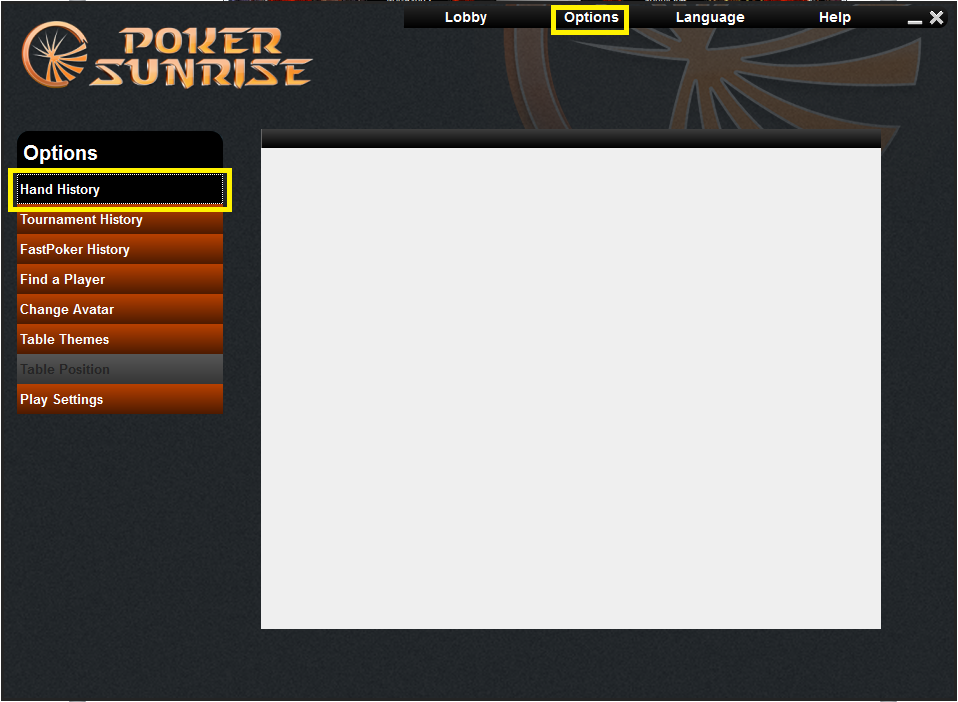 Lobby Options Language Help
POKER
SUNRISE
Options
Hand History
Tournament History
FastPoker History
Find a Player
Change Avatar
Table Themes
Table Position
Play Settings